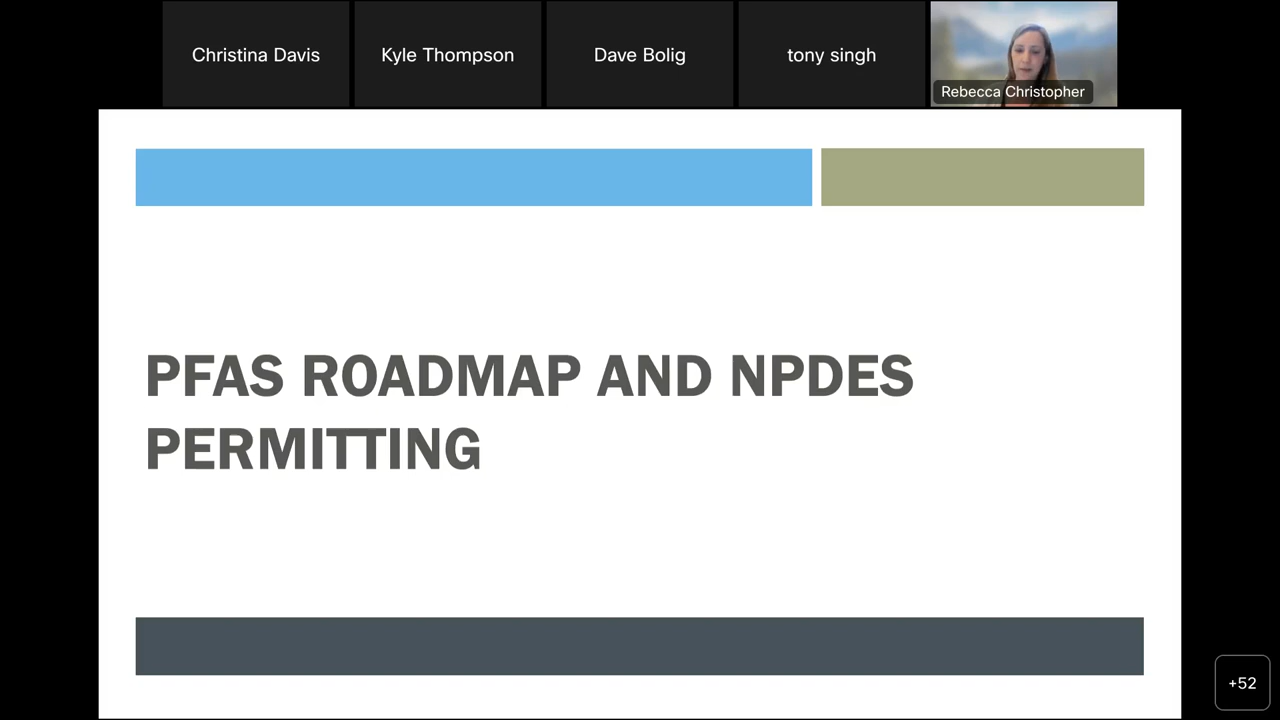 Christina Davis
Kyle Thompson
Dave Bolig
tony singh
Rebecca Christopher
PFAS ROADMAP AND NPDES
PERMITTING
+52